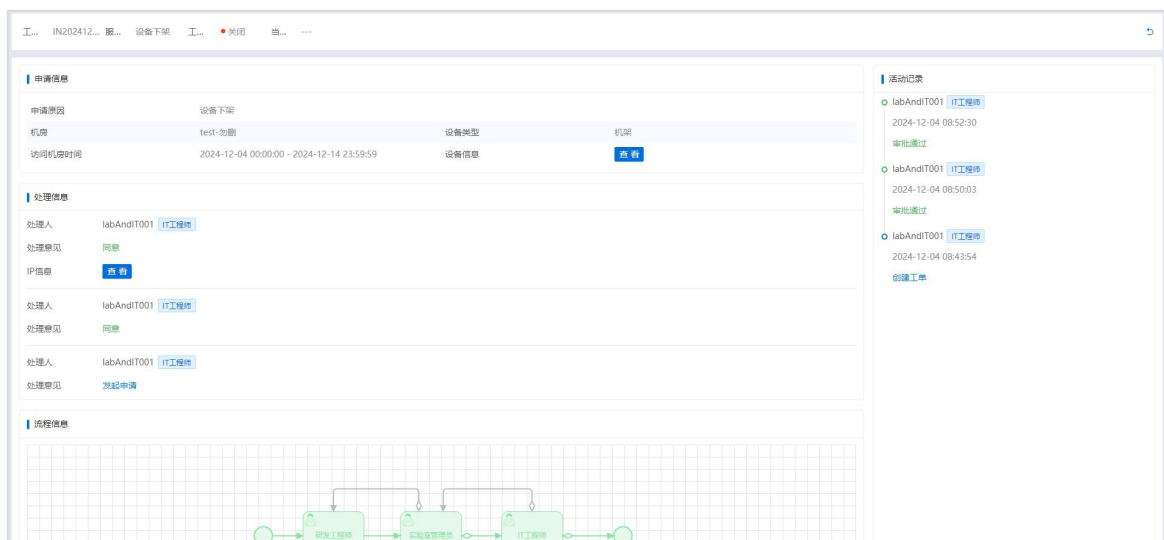 工... IN202412... 服... 设备下架 工... 关闭 当... ---
申请信息
申请原因 设备下架
机房 test-勿删 设备类型 机架
访问机房时间 2024-12-04 00:00:00 - 2024-12-14 23:59:59 设备信息 查看
处理信息
处理人 labAndIT001 IT工程师
处理意见 同意
IP信息 查看
处理人 labAndIT001 IT工程师
处理意见 同意
处理人 labAndIT001 IT工程师
处理意见 发起申请
流程信息
研发工程师 实验室管理员 IT工程师
活动记录
labAndIT001 IT工程师
2024-12-04 08:52:30
审批通过
labAndIT001 IT工程师
2024-12-04 08:50:03
审批通过
labAndIT001 IT工程师
2024-12-04 08:43:54
创建工单